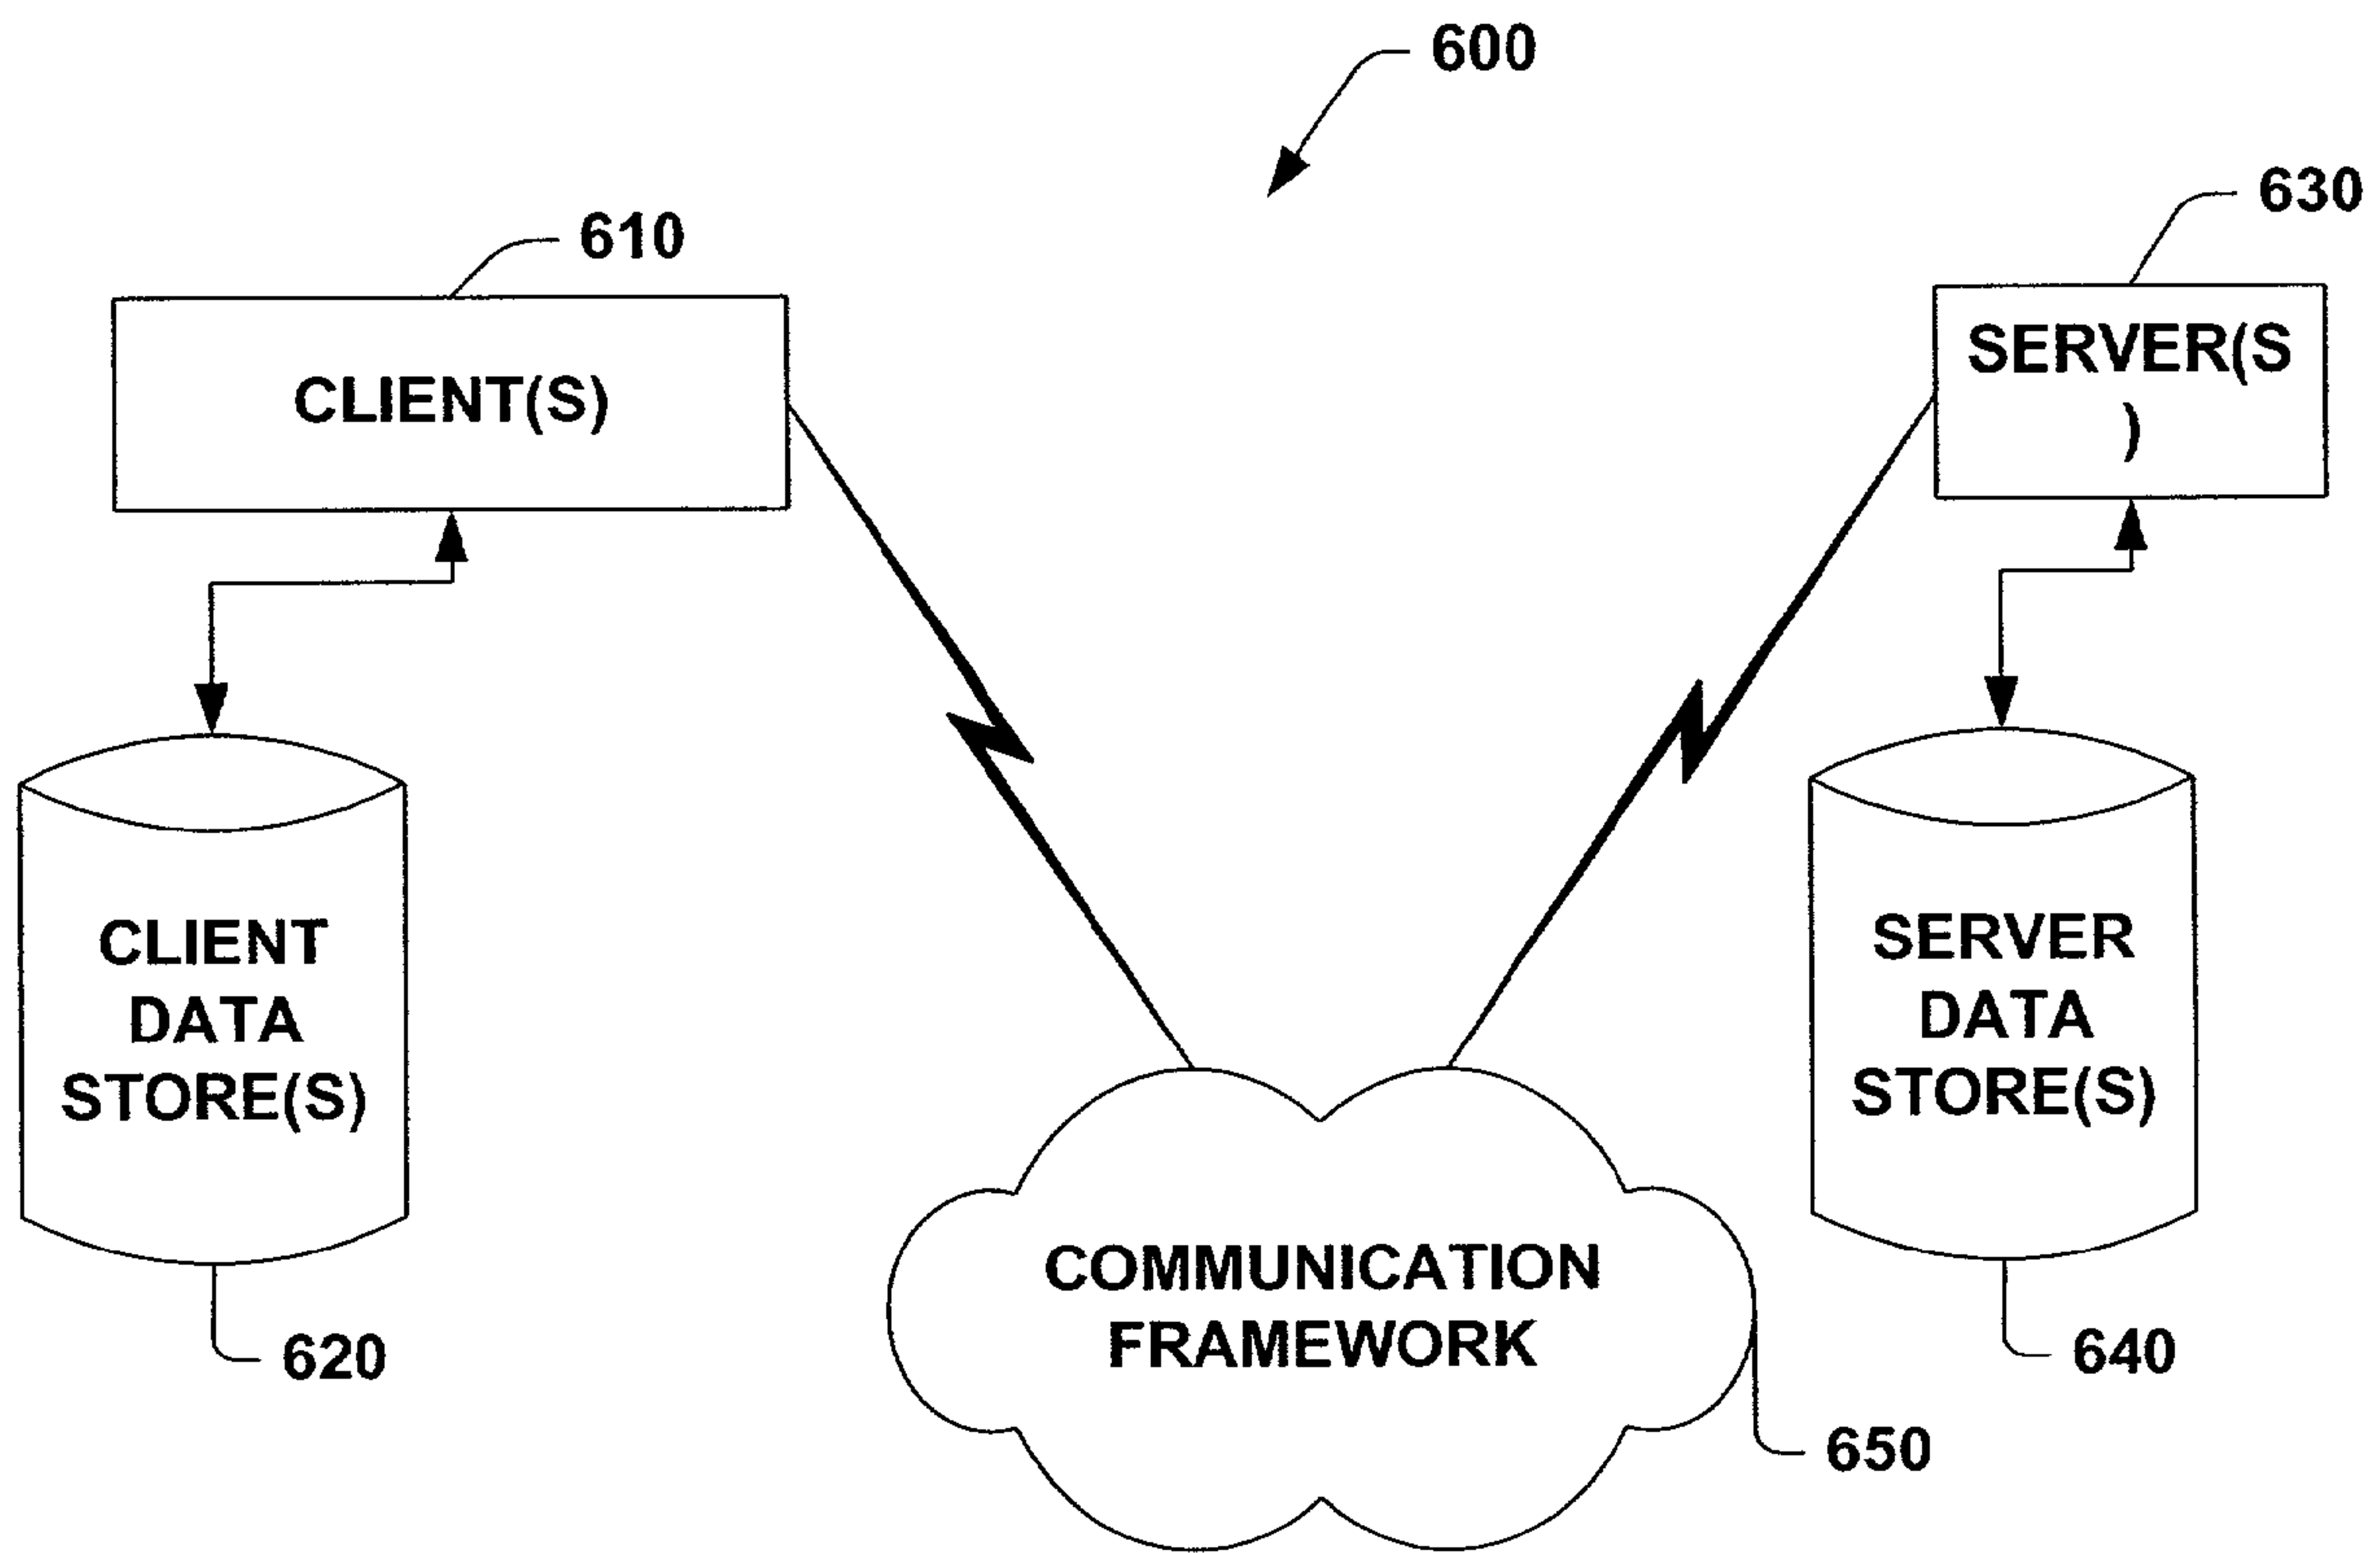 600
630
610
SERVER(S
)
CLIENT(S)
CLIENT
DATA
STORE(S)
SERVER
DATA
STORE(S)
COMMUNICATION
FRAMEWORK
620
640
650